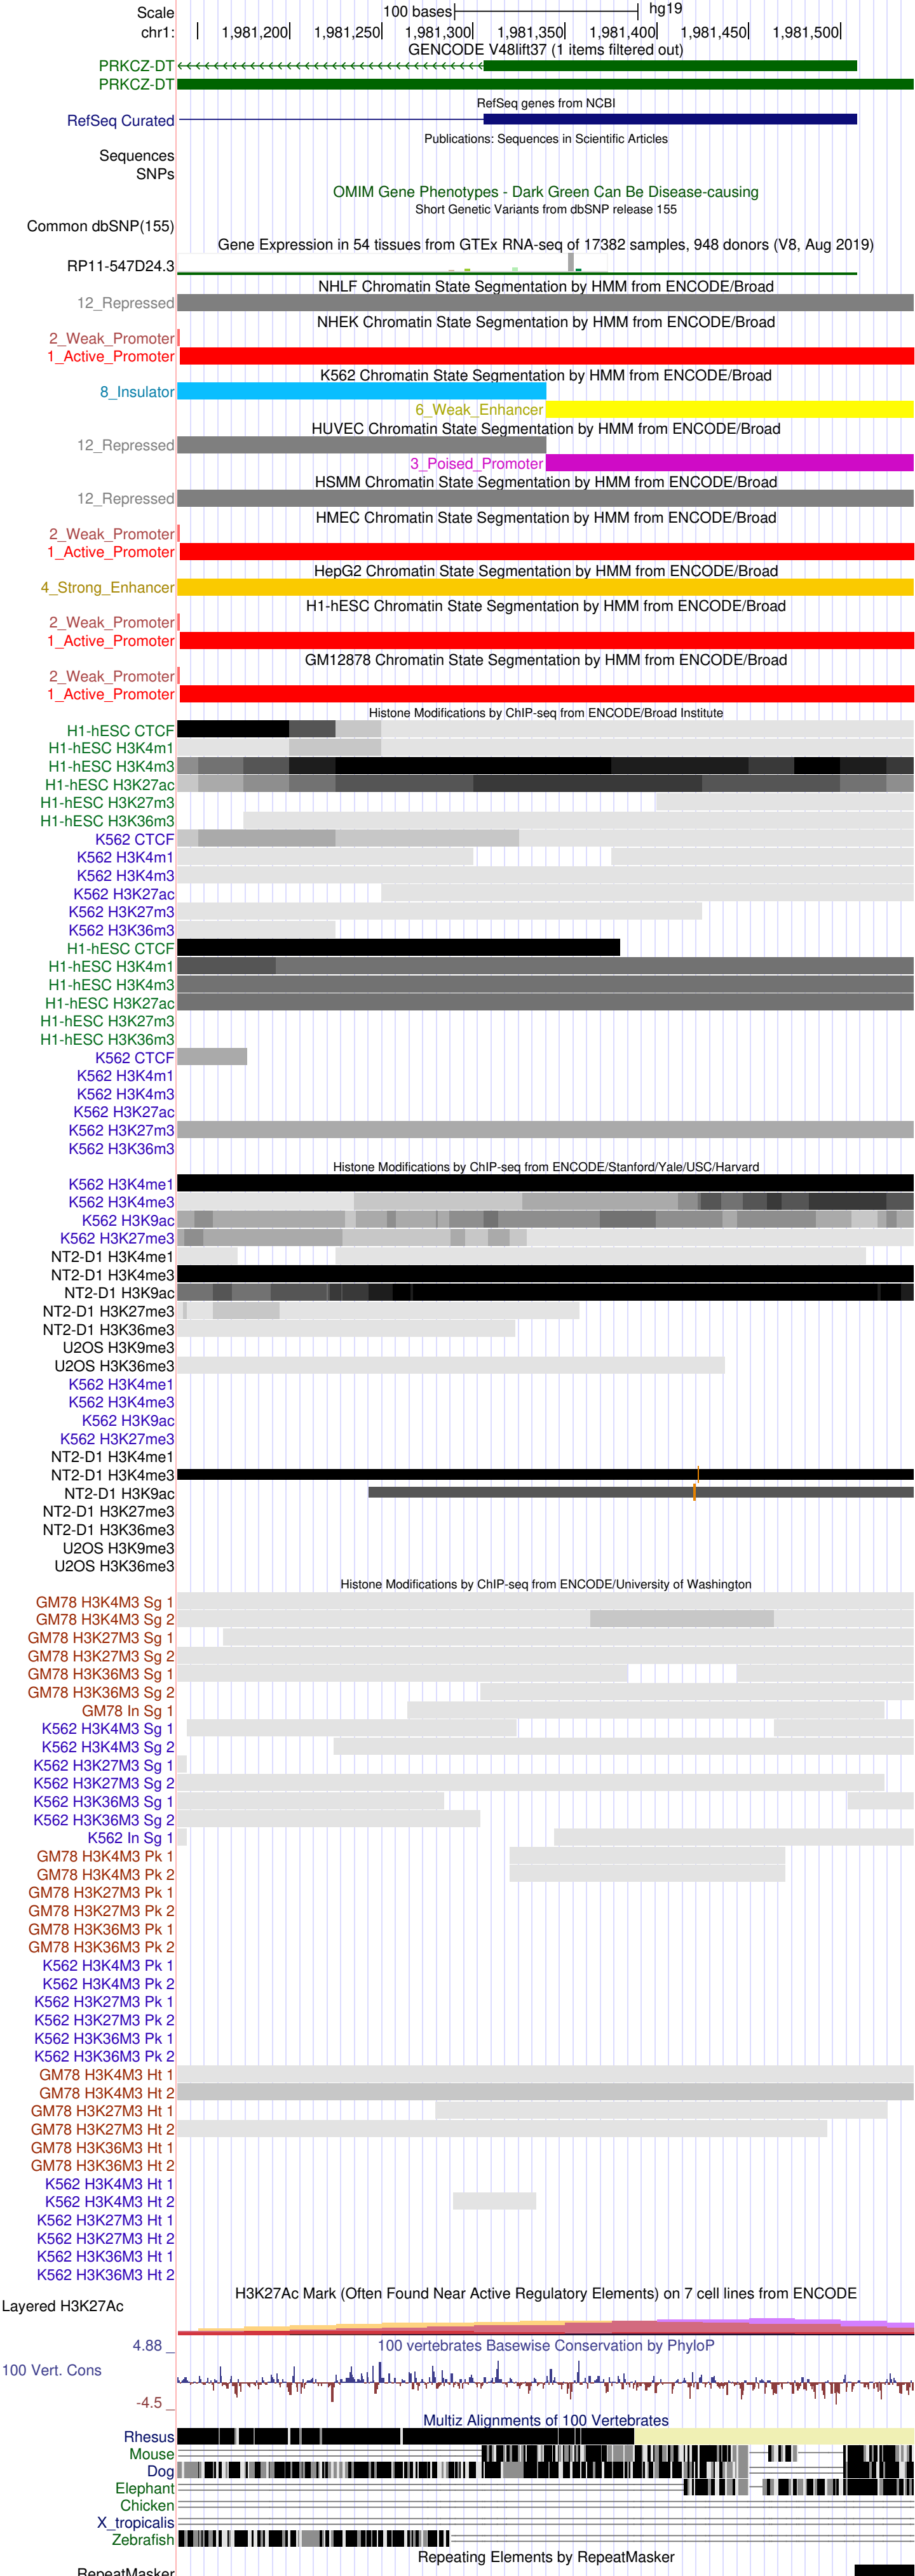 Scale 100 bases hg19
chr1: 1,981,200 1,981,250 1,981,300 1,981,350 1,981,400 1,981,450 1,981,500
GENCODE V48lift37 (1 items filtered out)
PRKCZ-DT
PRKCZ-DT
RefSeq genes from NCBI
RefSeq Curated
Publications: Sequences in Scientific Articles
Sequences
SNPs
OMIM Gene Phenotypes - Dark Green Can Be Disease-causing
Short Genetic Variants from dbSNP release 155
Common dbSNP(155)
Gene Expression in 54 tissues from GTEx RNA-seq of 17382 samples, 948 donors (V8, Aug 2019)
RP11-547D24.3
NHLF Chromatin State Segmentation by HMM from ENCODE/Broad
12_Repressed
NHEK Chromatin State Segmentation by HMM from ENCODE/Broad
2_Weak_Promoter
1_Active_Promoter
K562 Chromatin State Segmentation by HMM from ENCODE/Broad
8_Insulator
6_Weak_Enhancer
HUVEC Chromatin State Segmentation by HMM from ENCODE/Broad
12_Repressed
3_Poised_Promoter
HSMM Chromatin State Segmentation by HMM from ENCODE/Broad
12_Repressed
HMEC Chromatin State Segmentation by HMM from ENCODE/Broad
2_Weak_Promoter
1_Active_Promoter
HepG2 Chromatin State Segmentation by HMM from ENCODE/Broad
4_Strong_Enhancer
H1-hESC Chromatin State Segmentation by HMM from ENCODE/Broad
2_Weak_Promoter
1_Active_Promoter
GM12878 Chromatin State Segmentation by HMM from ENCODE/Broad
2_Weak_Promoter
1_Active_Promoter
Histone Modifications by ChIP-seq from ENCODE/Broad Institute
H1-hESC CTCF
H1-hESC H3K4m1
H1-hESC H3K4m3
H1-hESC H3K27ac
H1-hESC H3K27m3
H1-hESC H3K36m3
K562 CTCF
K562 H3K4m1
K562 H3K4m3
K562 H3K27ac
K562 H3K27m3
K562 H3K36m3
H1-hESC CTCF
H1-hESC H3K4m1
H1-hESC H3K4m3
H1-hESC H3K27ac
H1-hESC H3K27m3
H1-hESC H3K36m3
K562 CTCF
K562 H3K4m1
K562 H3K4m3
K562 H3K27ac
K562 H3K27m3
K562 H3K36m3
Histone Modifications by ChIP-seq from ENCODE/Stanford/Yale/USC/Harvard
K562 H3K4me1
K562 H3K4me3
K562 H3K9ac
K562 H3K27me3
NT2-D1 H3K4me1
NT2-D1 H3K4me3
NT2-D1 H3K9ac
NT2-D1 H3K27me3
NT2-D1 H3K36me3
U2OS H3K9me3
U2OS H3K36me3
K562 H3K4me1
K562 H3K4me3
K562 H3K9ac
K562 H3K27me3
NT2-D1 H3K4me1
NT2-D1 H3K4me3
NT2-D1 H3K9ac
NT2-D1 H3K27me3
NT2-D1 H3K36me3
U2OS H3K9me3
U2OS H3K36me3
Histone Modifications by ChIP-seq from ENCODE/University of Washington
GM78 H3K4M3 Sg 1
GM78 H3K4M3 Sg 2
GM78 H3K27M3 Sg 1
GM78 H3K27M3 Sg 2
GM78 H3K36M3 Sg 1
GM78 H3K36M3 Sg 2
GM78 In Sg 1
K562 H3K4M3 Sg 1
K562 H3K4M3 Sg 2
K562 H3K27M3 Sg 1
K562 H3K27M3 Sg 2
K562 H3K36M3 Sg 1
K562 H3K36M3 Sg 2
K562 In Sg 1
GM78 H3K4M3 Pk 1
GM78 H3K4M3 Pk 2
GM78 H3K27M3 Pk 1
GM78 H3K27M3 Pk 2
GM78 H3K36M3 Pk 1
GM78 H3K36M3 Pk 2
K562 H3K4M3 Pk 1
K562 H3K4M3 Pk 2
K562 H3K27M3 Pk 1
K562 H3K27M3 Pk 2
K562 H3K36M3 Pk 1
K562 H3K36M3 Pk 2
GM78 H3K4M3 Ht 1
GM78 H3K4M3 Ht 2
GM78 H3K27M3 Ht 1
GM78 H3K27M3 Ht 2
GM78 H3K36M3 Ht 1
GM78 H3K36M3 Ht 2
K562 H3K4M3 Ht 1
K562 H3K4M3 Ht 2
K562 H3K27M3 Ht 1
K562 H3K27M3 Ht 2
K562 H3K36M3 Ht 1
K562 H3K36M3 Ht 2
H3K27Ac Mark (Often Found Near Active Regulatory Elements) on 7 cell lines from ENCODE
Layered H3K27Ac
100 vertebrates Basewise Conservation by PhyloP
4.88 _
100 Vert. Cons
-4.5 _
Multiz Alignments of 100 Vertebrates
Rhesus
Mouse
Dog
Elephant
Chicken
X_tropicalis
Zebrafish
Repeating Elements by RepeatMasker
RepeatMasker